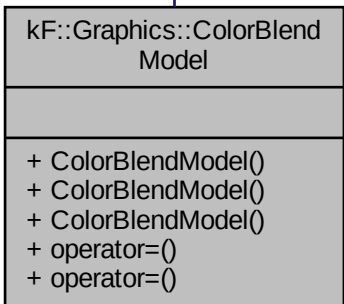 kF::Graphics::ColorBlend
Model
+ ColorBlendModel()
+ ColorBlendModel()
+ ColorBlendModel()
+ operator=()
+ operator=()